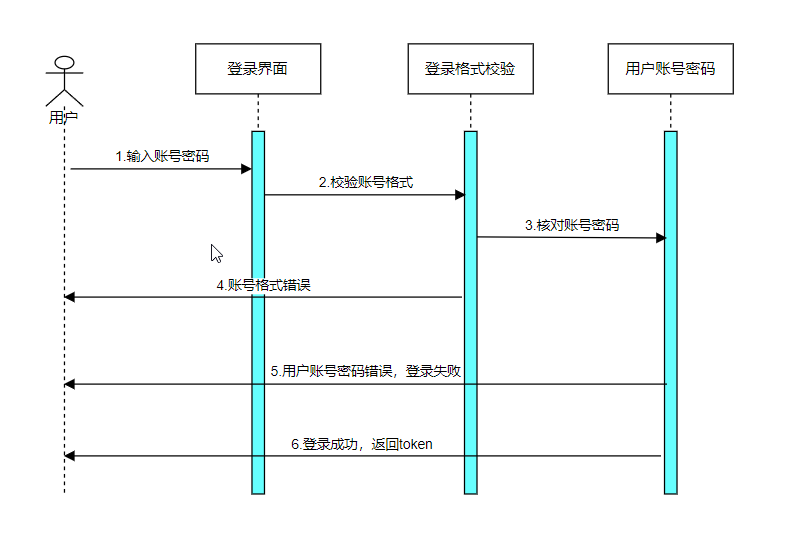 登录界面
登录格式校验
用户账号密码
用户
1.输入账号密码
2.校验账号格式
3.核对账号密码
4.账号格式错误
5.用户账号密码错误，登录失败
6.登录成功，返回token